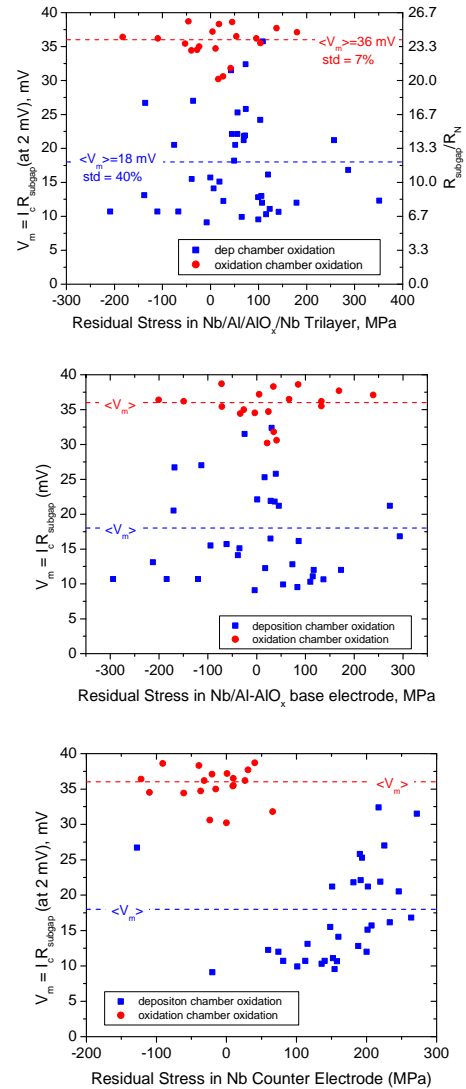 40
35
30
25
20
15
10
5
0
26.7
23.3
20.0
16.7
13.3
10.0
6.7
3.3
0.0
V_m = I_c R_subgap (at 2 mV), mV
R_subgap/R_N
<V_m>=36 mV
std = 7%
<V_m>=18 mV
std = 40%
dep chamber oxidation
oxidation chamber oxidation
-300 -200 -100 0 100 200 300 400
Residual Stress in Nb/Al/AlO_x/Nb Trilayer, MPa
40
35
30
25
20
15
10
5
0
V_m = I_c R_subgap (mV)
<V_m>
<V_m>
deposition chamber oxidation
oxidation chamber oxidation
-300 -200 -100 0 100 200 300
Residual Stress in Nb/Al-AlO_x base electrode, MPa
40
35
30
25
20
15
10
5
0
V_m = I_c R_subgap (at 2 mV), mV
<V_m>
<V_m>
depositon chamber oxidation
oxidation chamber oxidation
-200 -100 0 100 200 300
Residual Stress in Nb Counter Electrode (MPa)